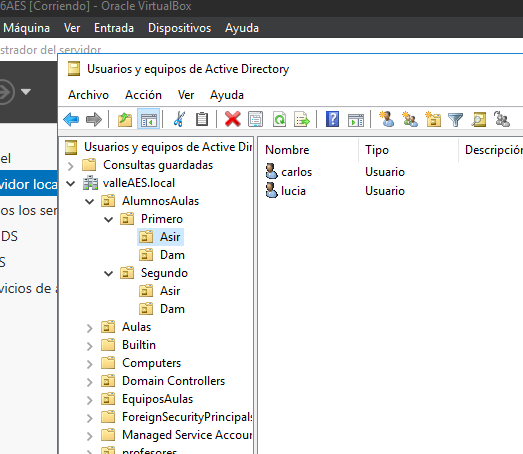 6AES [Corriendo] - Oracle VirtualBox
Máquina Ver Entrada Dispositivos Ayuda
strador del servidor
Usuarios y equipos de Active Directory
Archivo Acción Ver Ayuda
Usuarios y equipos de Active Dir
Nombre Tipo Descripción
Consultas guardadas
carlos Usuario
el
valleAES.local
lucia Usuario
vidor loca
AlumnosAulas
os los ser
Primero
DS
Asir
Dam
S
Segundo
vicios de a
Asir
Dam
Aulas
Builtin
Computers
Domain Controllers
EquiposAulas
ForeignSecurityPrincipals
Managed Service Accoun
profesores